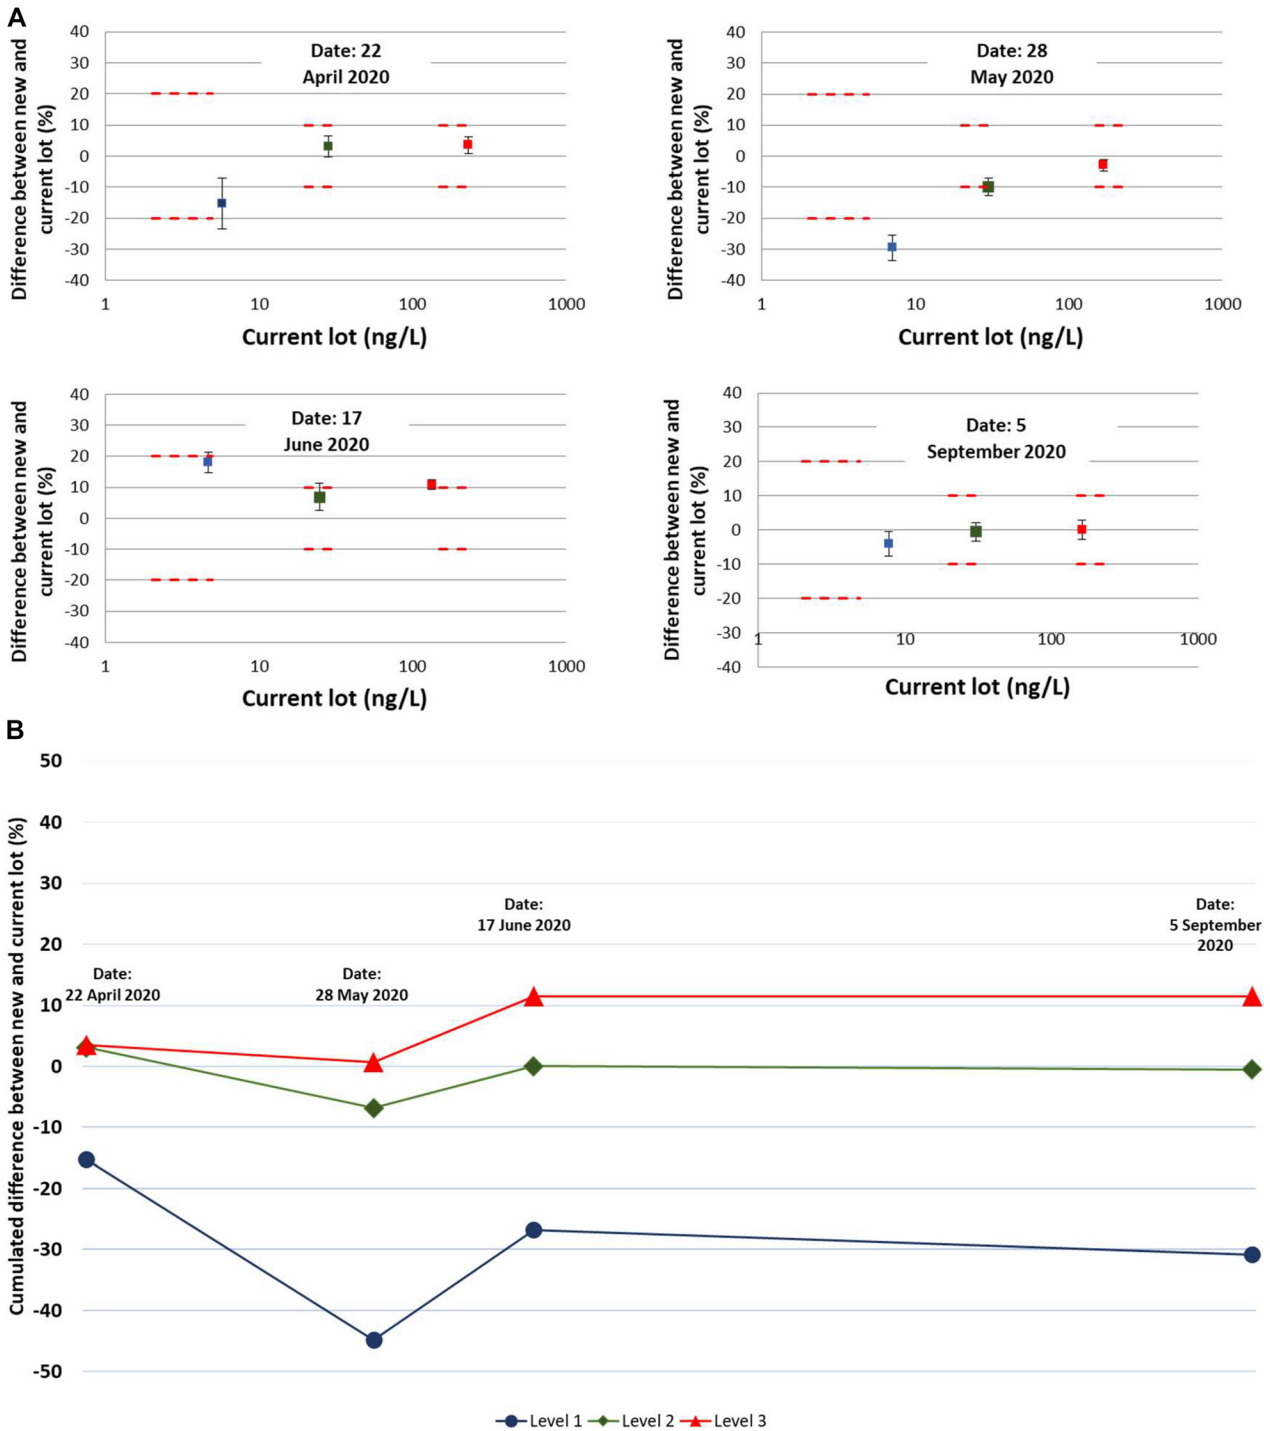 A
Difference between new and
current lot (%)
40
30
20
10
0
-10
-20
-30
-40
Date: 22
April 2020
1
10
100
1000
Current lot (ng/L)
Difference between new and
current lot (%)
40
30
20
10
0
-10
-20
-30
-40
Date: 28
May 2020
1
10
100
1000
Current lot (ng/L)
Difference between new and
current lot (%)
40
30
20
10
0
-10
-20
-30
-40
Date: 17
June 2020
1
10
100
1000
Current lot (ng/L)
Difference between new and
current lot (%)
40
30
20
10
0
-10
-20
-30
-40
Date: 5
September 2020
1
10
100
1000
Current lot (ng/L)
B
Cumulated difference between new and current lot (%)
50
40
30
20
10
0
-10
-20
-30
-40
-50
Date:
22 April 2020
Date:
28 May 2020
Date:
17 June 2020
Date:
5 September
2020
Level 1
Level 2
Level 3